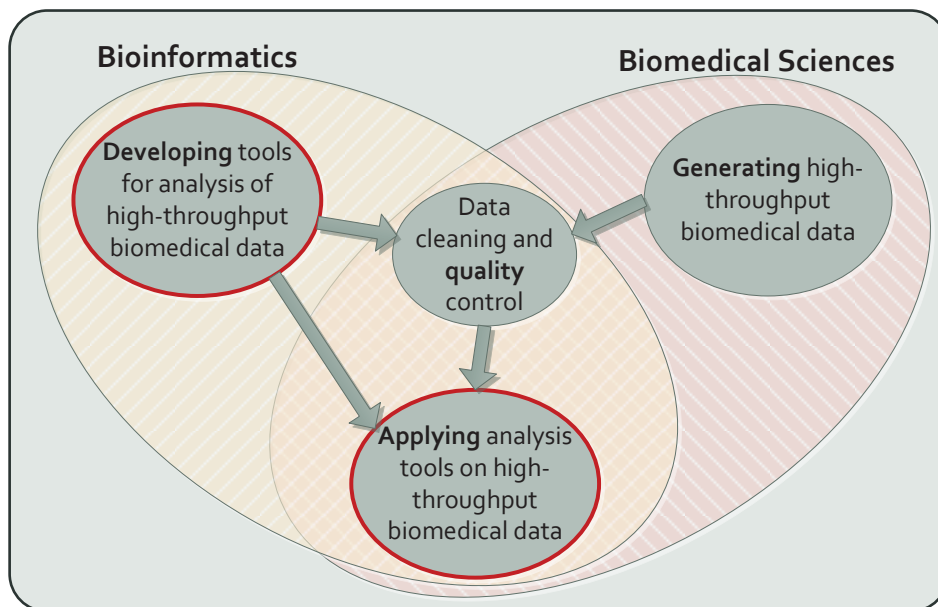 Bioinformatics
Biomedical Sciences
Developing tools
for analysis of
high-throughput
biomedical data
Data
cleaning and
quality
control
Generating high-
throughput
biomedical data
Applying analysis
tools on high-
throughput
biomedical data